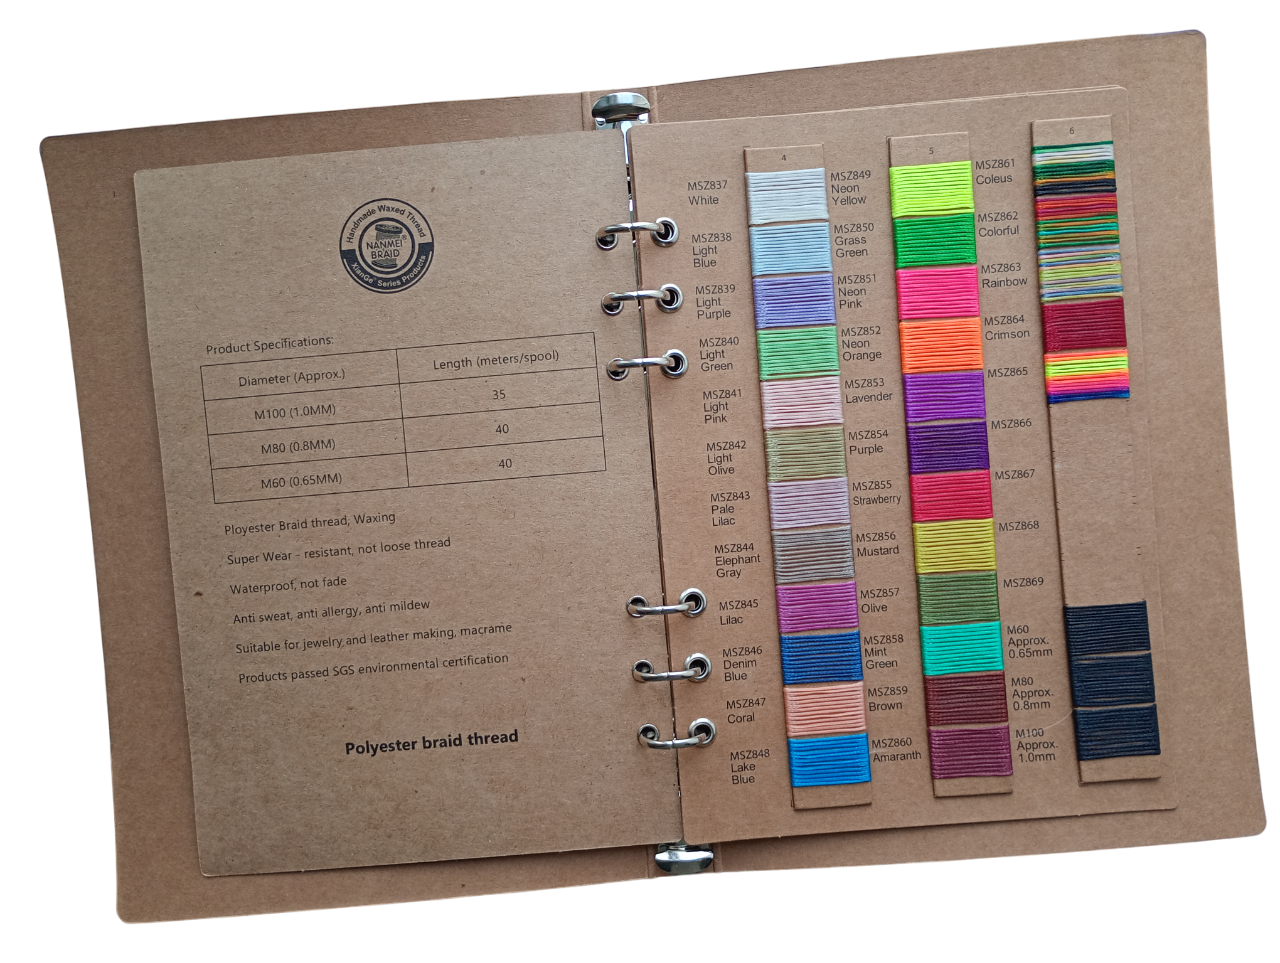 Handmade Waxed Thread
NANMEI ®
BRAID
XianGe Series Products
Product Specifications:
Diameter (Approx.) Length (meters/spool)
M100 (1.0MM) 35
M80 (0.8MM) 40
M60 (0.65MM) 40
Ployester Braid thread, Waxing
Super Wear - resistant, not loose thread
Waterproof, not fade
Anti sweat, anti allergy, anti mildew
Suitable for jewelry and leather making, macrame
Products passed SGS environmental certification
Polyester braid thread
4
MSZ837
White
MSZ838
Light
Blue
MSZ839
Light
Purple
MSZ840
Light
Green
MSZ841
Light
Pink
MSZ842
Light
Olive
MSZ843
Pale
Lilac
MSZ844
Elephant
Gray
MSZ845
Lilac
MSZ846
Denim
Blue
MSZ847
Coral
MSZ848
Lake
Blue
5
MSZ849
Neon
Yellow
MSZ850
Grass
Green
MSZ851
Neon
Pink
MSZ852
Neon
Orange
MSZ853
Lavender
MSZ854
Purple
MSZ855
Strawberry
MSZ856
Mustard
MSZ857
Olive
MSZ858
Mint
Green
MSZ859
Brown
MSZ860
Amaranth
6
MSZ861
Coleus
MSZ862
Colorful
MSZ863
Rainbow
MSZ864
Crimson
MSZ865
MSZ866
MSZ867
MSZ868
MSZ869
M60
Approx.
0.65mm
M80
Approx.
0.8mm
M100
Approx.
1.0mm